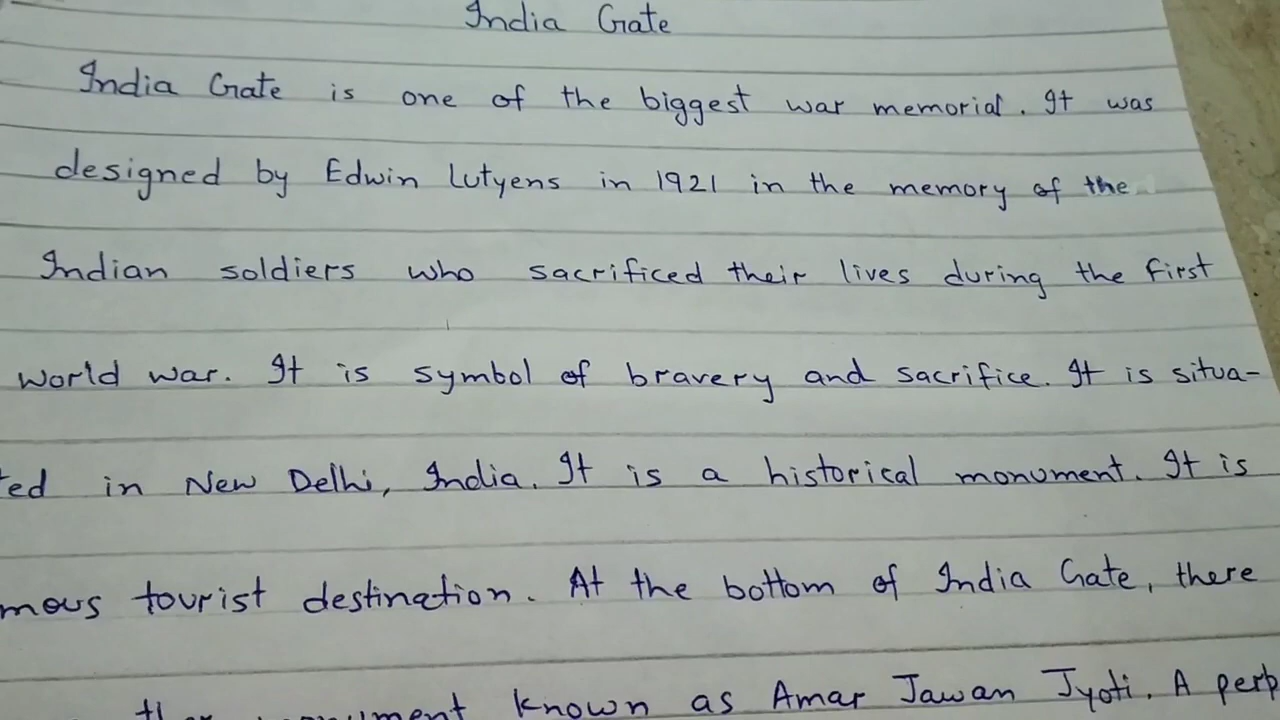 India Gate
India Gate is one of the biggest war memorial. It was
designed by Edwin Lutyens in 1921 in the memory of the
Indian soldiers who sacrificed their lives during the first
world war. It is symbol of bravery and sacrifice. It is situa-
ted in New Delhi, India. It is a historical monument. It is
mous tourist destination. At the bottom of India Gate, there
known as Amar Jawan Jyoti. A perp